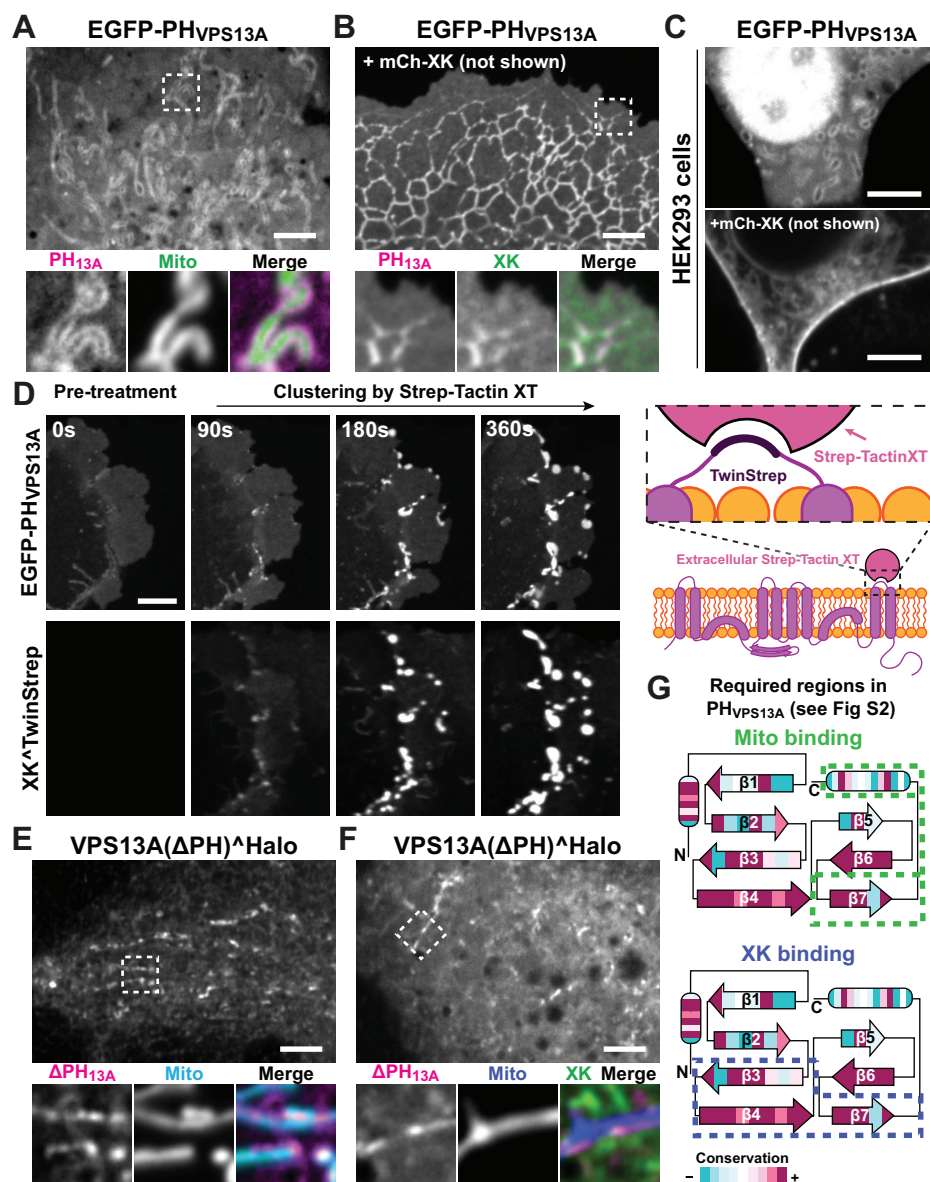 A
EGFP-PHVPS13A
PH13A
Mito
Merge
B
EGFP-PHVPS13A
+ mCh-XK (not shown)
PH13A
XK
Merge
C
EGFP-PHVPS13A
HEK293 cells
+mCh-XK (not shown)
D
Pre-treatment
Clustering by Strep-Tactin XT
0s
90s
180s
360s
EGFP-PHVPS13A
XK^TwinStrep
Strep-TactinXT
TwinStrep
Extracellular Strep-Tactin XT
E
VPS13A(ΔPH)^Halo
ΔPH13A
Mito
Merge
F
VPS13A(ΔPH)^Halo
ΔPH13A
Mito
XK Merge
G
Required regions in
PHVPS13A (see Fig S2)
Mito binding
β1
C
β2
β5
N
β3
β6
β4
β7
XK binding
β1
C
β2
β5
N
β3
β6
β4
β7
Conservation
- +